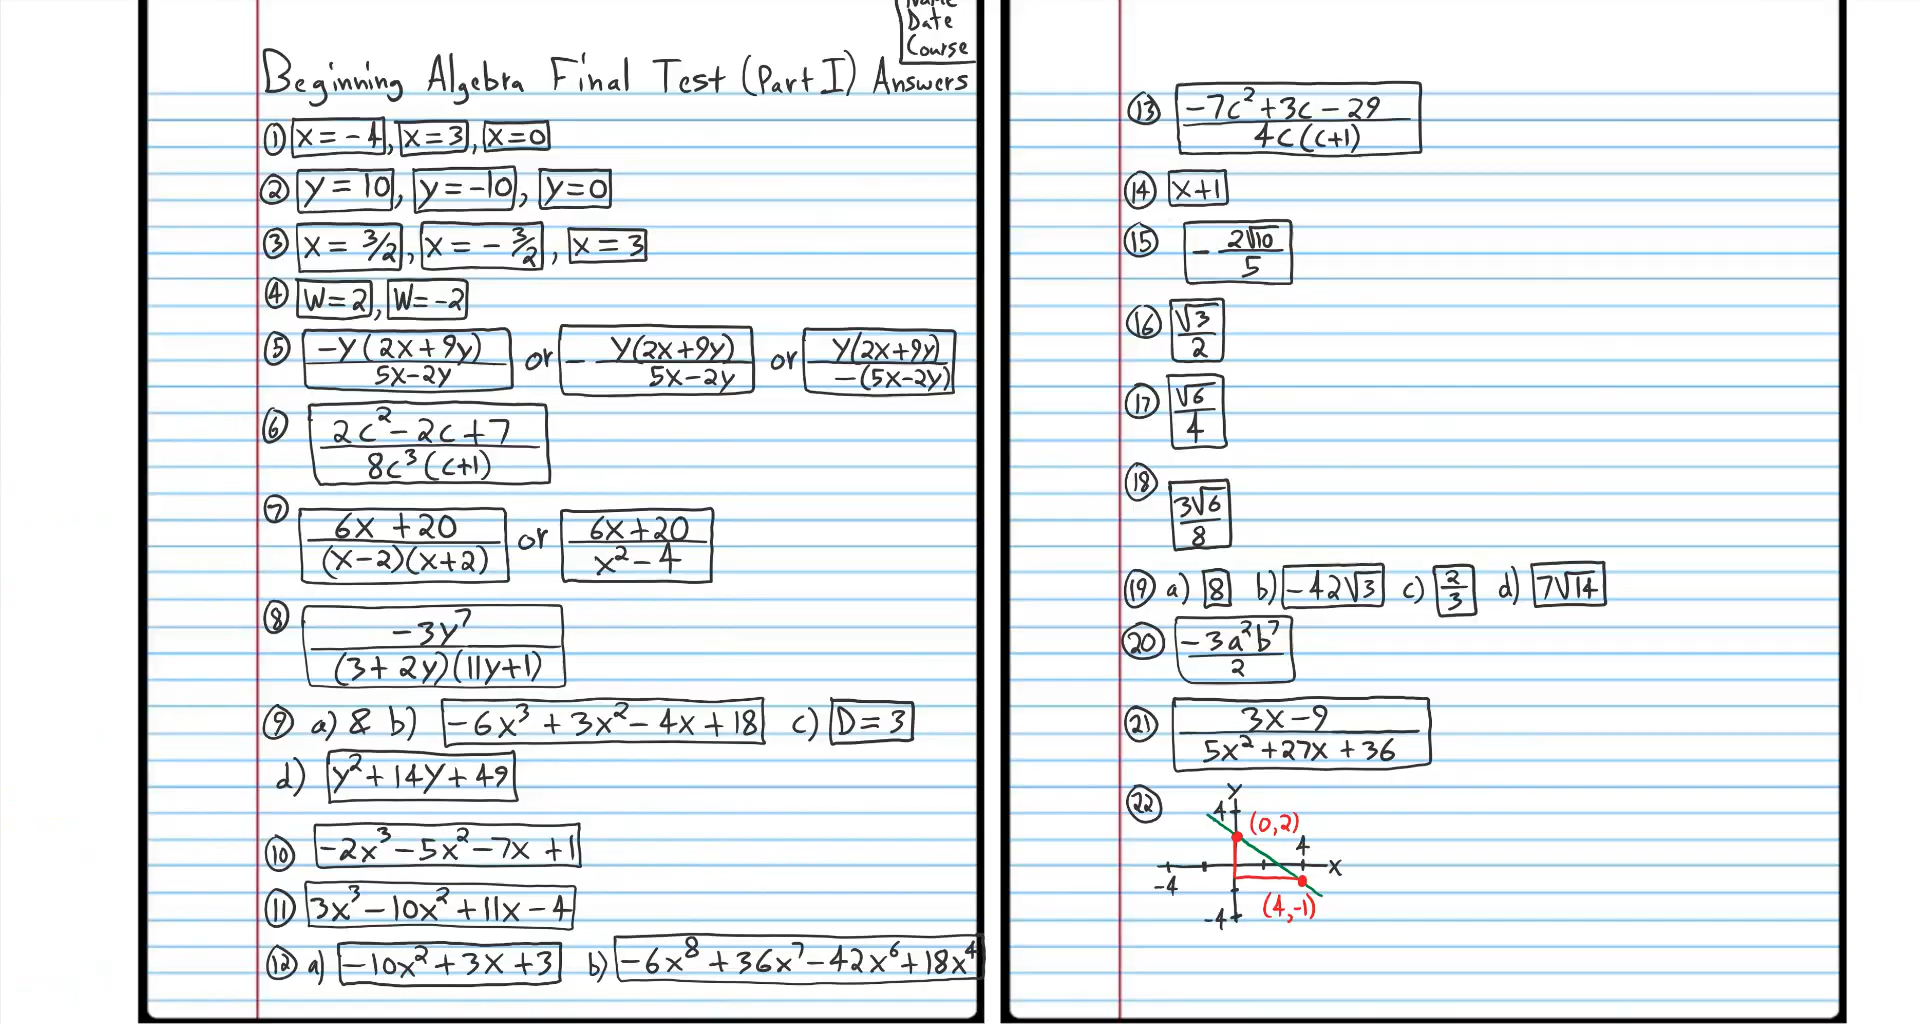 Name
Date
Course
Beginning Algebra Final Test (Part I) Answers
① x = -4, x = 3, x = 0
② y = 10, y = -10, y = 0
③ x = 3/2, x = -3/2, x = 3
④ W = 2, W = -2
⑤ -y(2x+9y)/5x-2y or - y(2x+9y)/5x-2y or y(2x+9y)/-(5x-2y)
⑥ 2c² - 2c + 7/8c³(c+1)
⑦ 6x + 20/(x-2)(x+2) or 6x+20/x² - 4
⑧ -3y⁷/(3+2y)(11y+1)
⑨ a) & b) -6x³ + 3x² - 4x + 18 c) D = 3
d) y² + 14y + 49
⑩ -2x³ - 5x² - 7x + 1
⑪ 3x³ - 10x² + 11x - 4
⑫ a) -10x² + 3x + 3 b) -6x⁸ + 36x⁷ - 42x⁶ + 18x⁴
⑬ -7c² + 3c - 29/4c(c+1)
⑭ x+1
⑮ - 2√10/5
⑯ √3/2
⑰ √6/4
⑱ 3√6/8
⑲ a) 8 b) -42√3 c) 2/3 d) 7√14
⑳ -3a²b⁷/2
㉑ 3x - 9/5x² + 27x + 36
㉒ y
4 (0,2)
4
x
-4
(4,-1)
-4